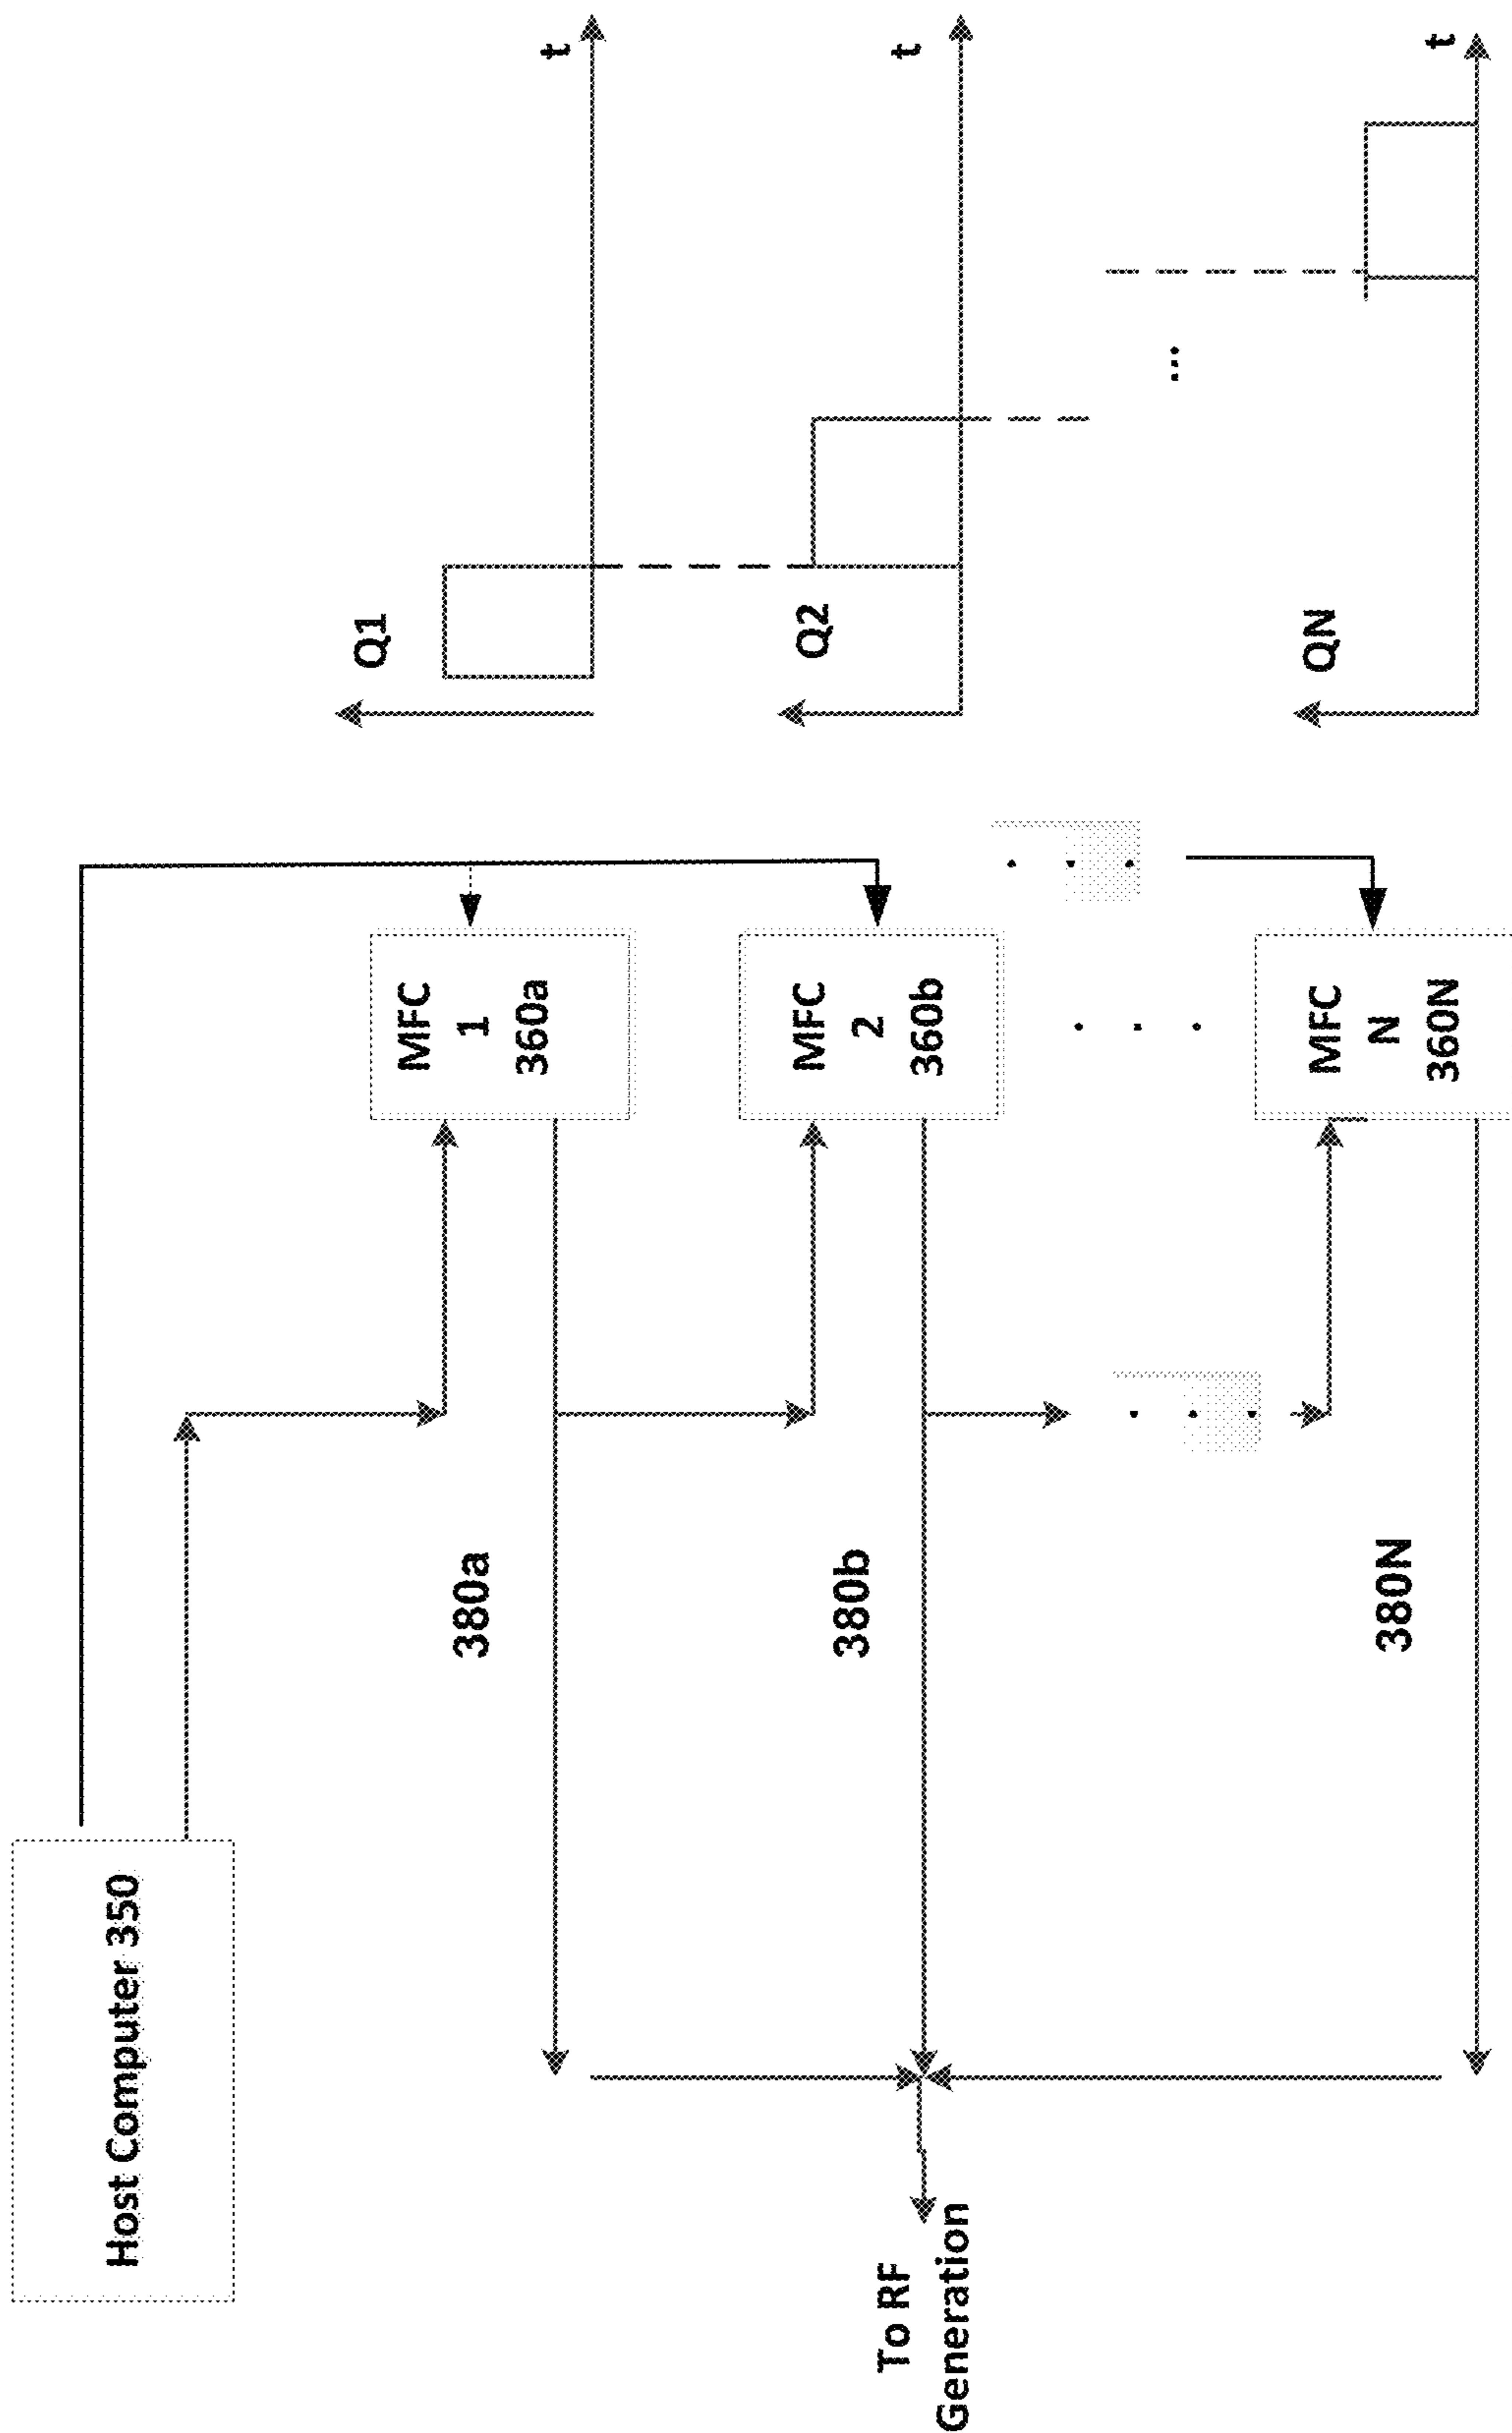 Host Computer 350
380a
MFC
1
360a
Q1
t
380b
MFC
2
360b
Q2
t
To RF
Generation
. . .
. . .
. . .
...
380N
MFC
N
360N
QN
t